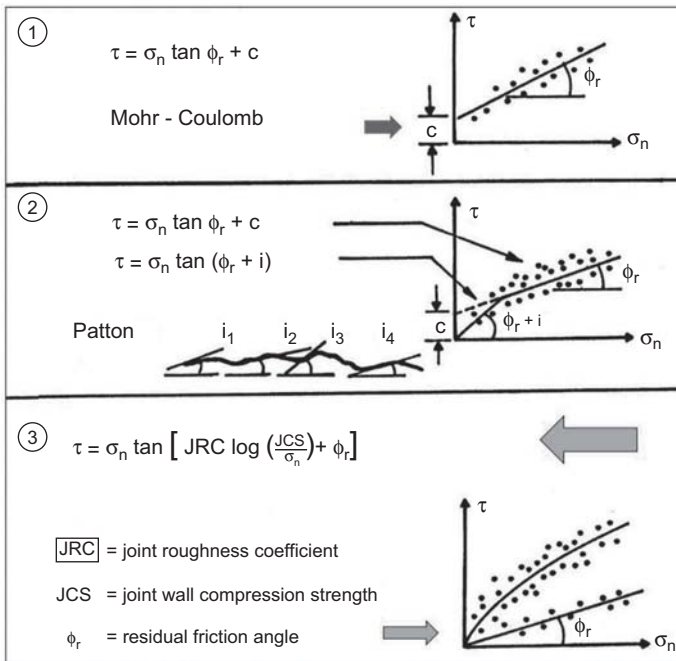 1
τ = σn tan ϕr + c
Mohr - Coulomb
τ
ϕr
c
σn
2
τ = σn tan ϕr + c
τ = σn tan (ϕr + i)
Patton
i1 i2 i3 i4
τ
ϕr
c
ϕr + i
σn
3
τ = σn tan [ JRC log (JCS/σn) + ϕr ]
JRC = joint roughness coefficient
JCS = joint wall compression strength
ϕr = residual friction angle
τ
ϕr
σn